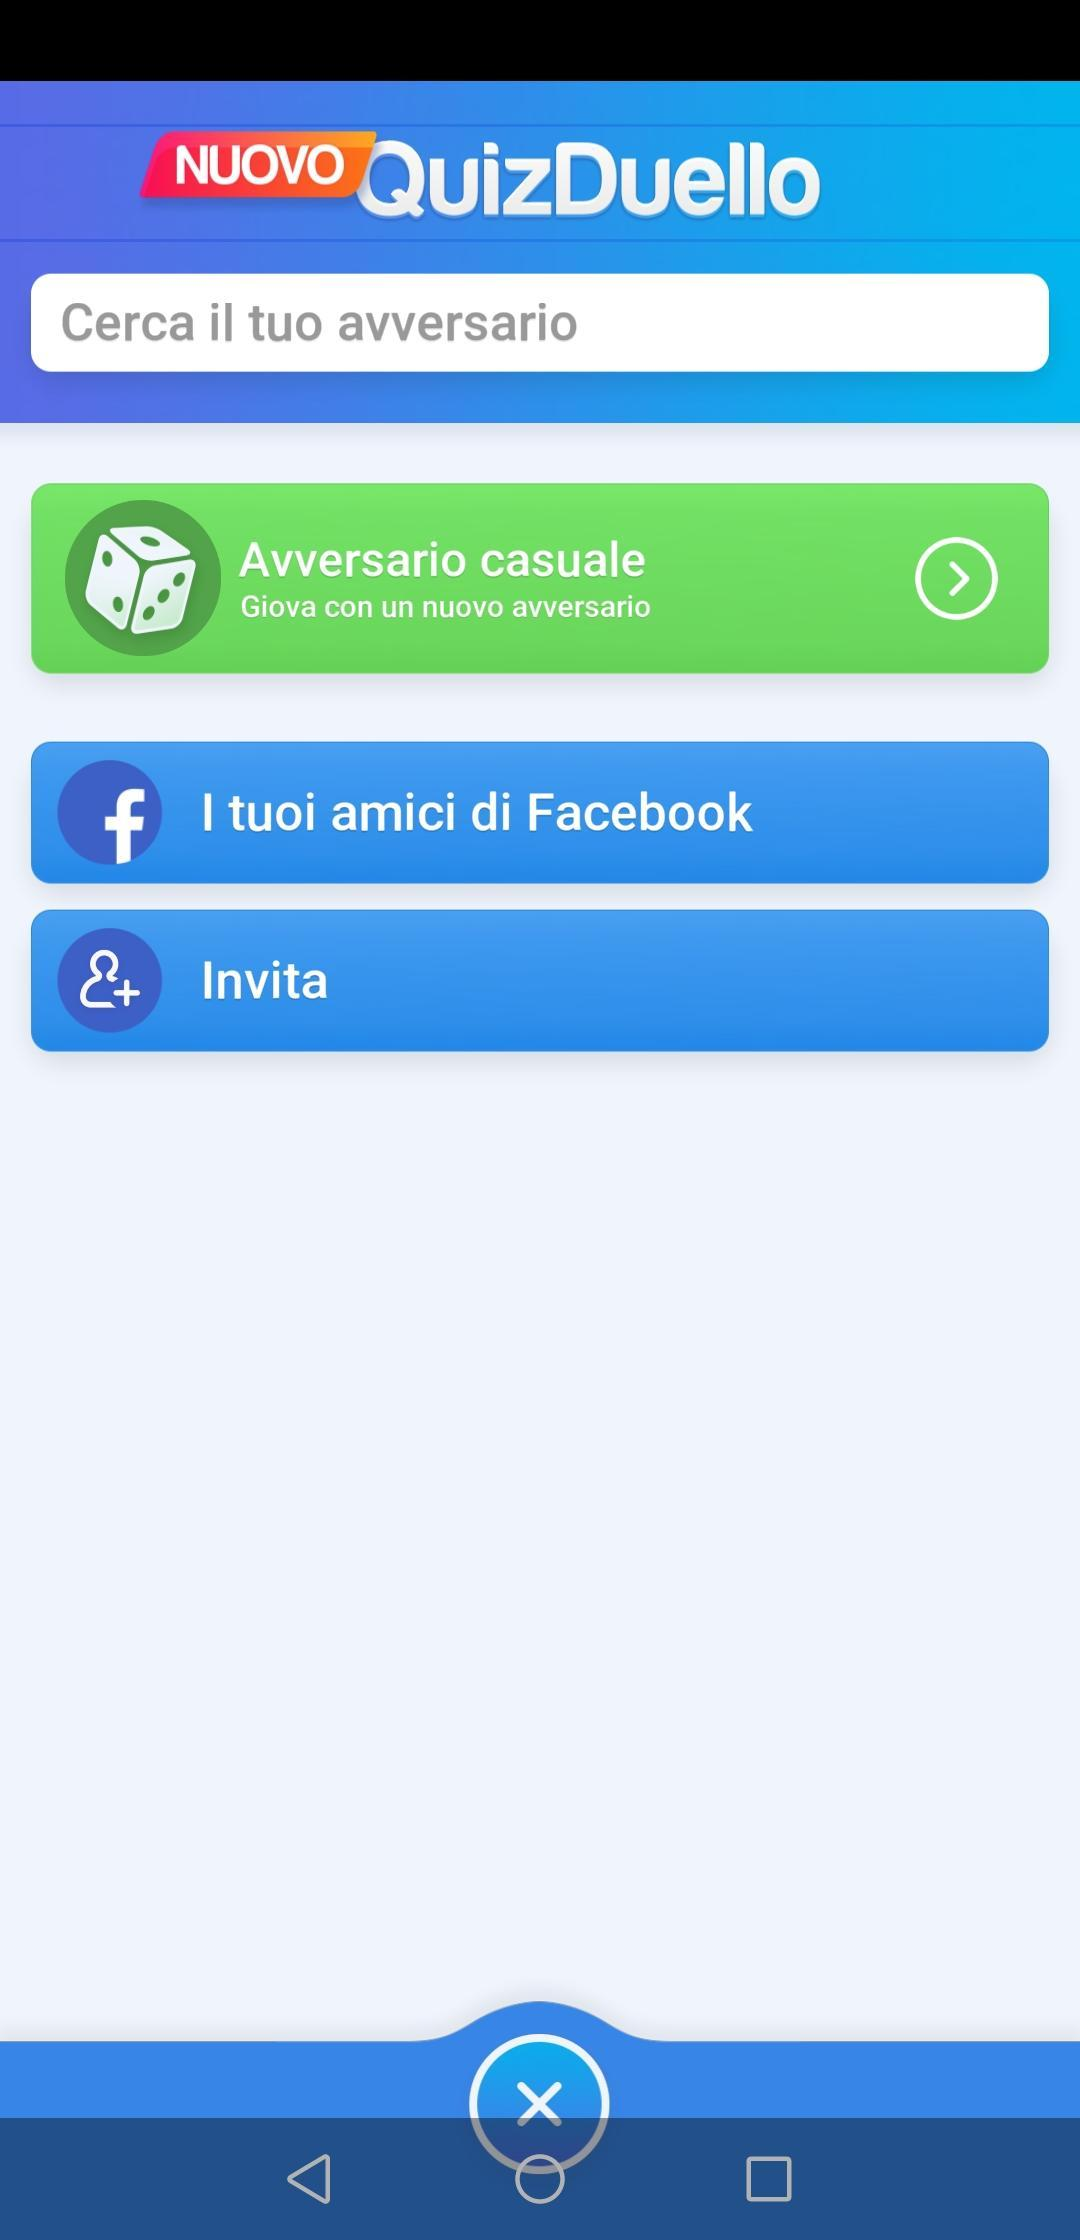 NUOVO QuizDuello
Cerca il tuo avversario
Avversario casuale
Giova con un nuovo avversario
I tuoi amici di Facebook
Invita